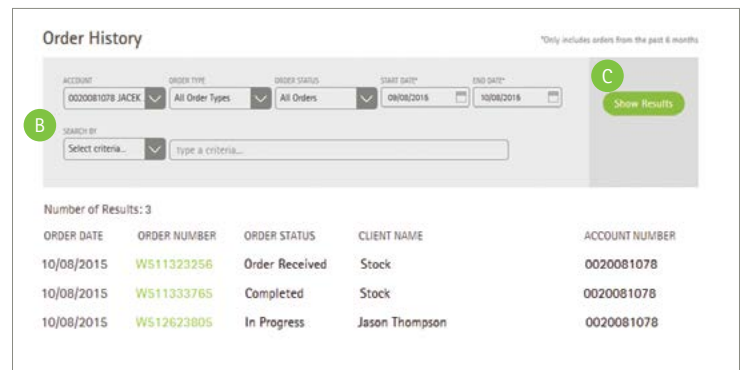 Order History
*Only includes orders from the past 6 months
C
ACCOUNT ORDER TYPE ORDER STATUS START DATE* END DATE*
0020081078 JACEK All Order Types All Orders 09/08/2015 10/08/2015
Show Results
B
SEARCH BY
Select criteria... Type a criteria...
Number of Results: 3
ORDER DATE ORDER NUMBER ORDER STATUS CLIENT NAME ACCOUNT NUMBER
10/08/2015 W511323256 Order Received Stock 0020081078
10/08/2015 W511333765 Completed Stock 0020081078
10/08/2015 W512623805 In Progress Jason Thompson 0020081078